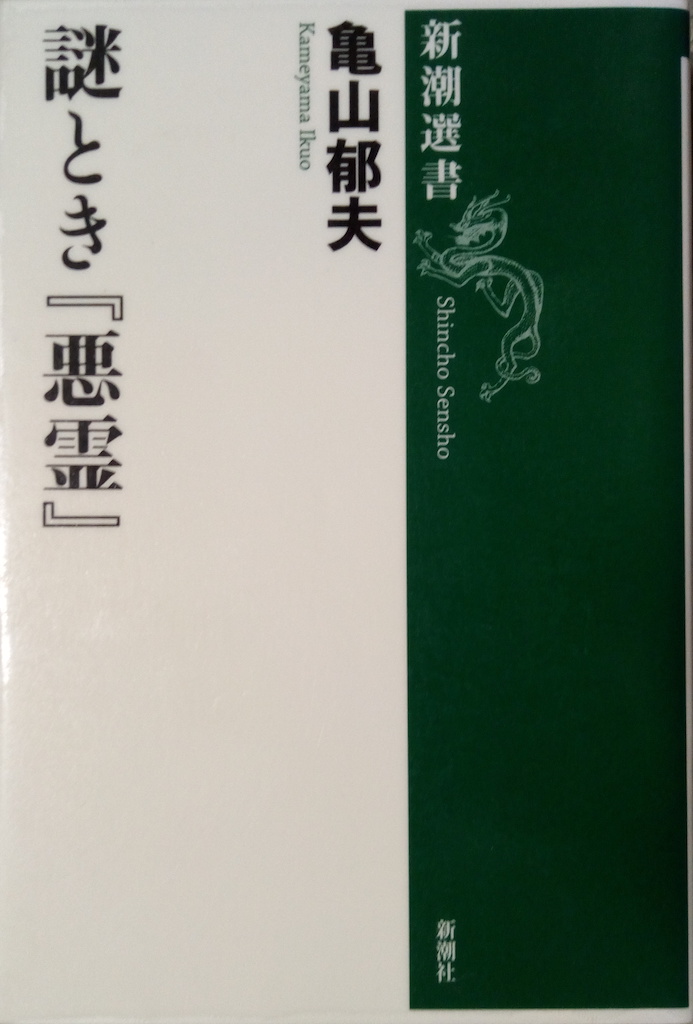 新潮選書
Shincho Sensho
新潮社
亀山郁夫
Kameyama Ikuo
謎とき『悪霊』